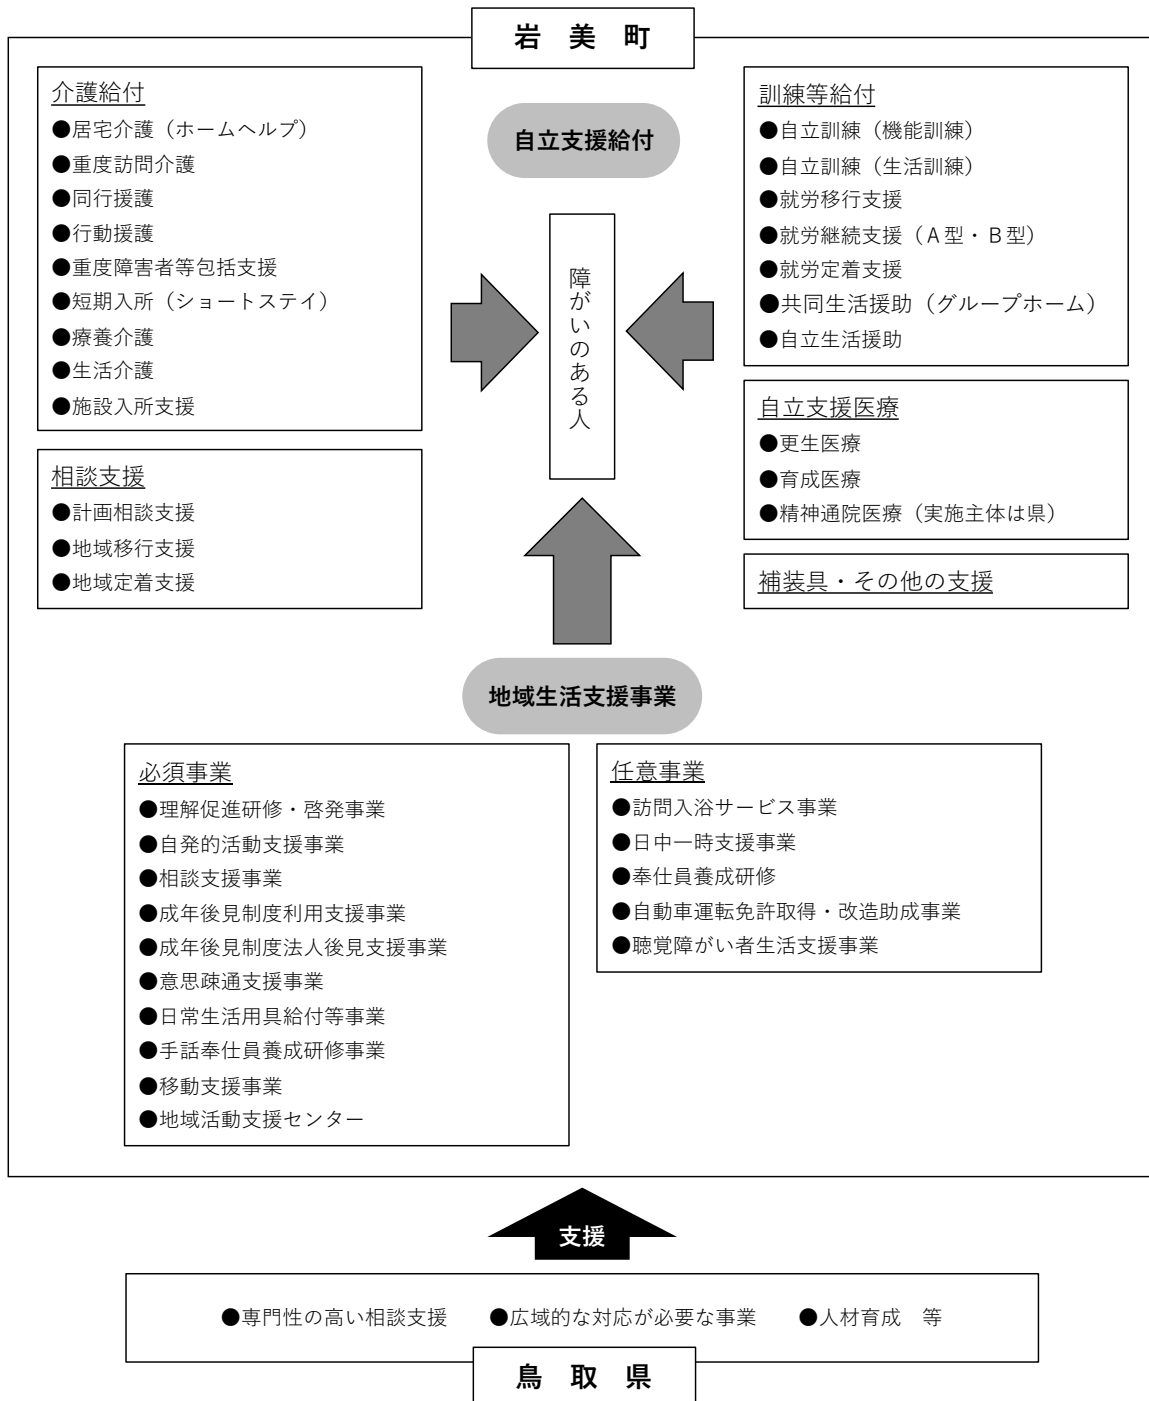 岩　美　町
介護給付
●居宅介護（ホームヘルプ）
●重度訪問介護
●同行援護
●行動援護
●重度障害者等包括支援
●短期入所（ショートステイ）
●療養介護
●生活介護
●施設入所支援
相談支援
●計画相談支援
●地域移行支援
●地域定着支援
自立支援給付
障がいのある人
訓練等給付
●自立訓練（機能訓練）
●自立訓練（生活訓練）
●就労移行支援
●就労継続支援（Ａ型・Ｂ型）
●就労定着支援
●共同生活援助（グループホーム）
●自立生活援助
自立支援医療
●更生医療
●育成医療
●精神通院医療（実施主体は県）
補装具・その他の支援
地域生活支援事業
必須事業
●理解促進研修・啓発事業
●自発的活動支援事業
●相談支援事業
●成年後見制度利用支援事業
●成年後見制度法人後見支援事業
●意思疎通支援事業
●日常生活用具給付等事業
●手話奉仕員養成研修事業
●移動支援事業
●地域活動支援センター
任意事業
●訪問入浴サービス事業
●日中一時支援事業
●奉仕員養成研修
●自動車運転免許取得・改造助成事業
●聴覚障がい者生活支援事業
支援
●専門性の高い相談支援　●広域的な対応が必要な事業　●人材育成　等
鳥　取　県